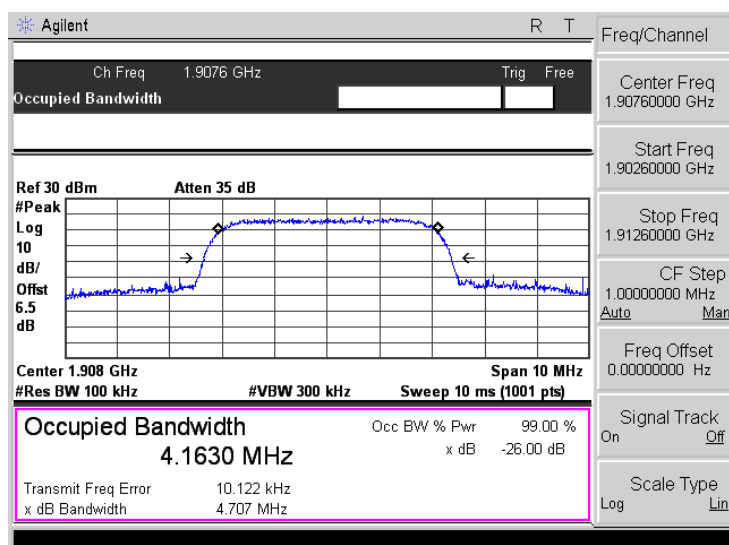 Agilent R T
Ch Freq 1.9076 GHz Trig Free
Occupied Bandwidth
Ref 30 dBm Atten 35 dB
#Peak
Log
10
dB/
Offst
6.5
dB
Center 1.908 GHz Span 10 MHz
#Res BW 100 kHz #VBW 300 kHz Sweep 10 ms (1001 pts)
Occupied Bandwidth Occ BW % Pwr 99.00 %
4.1630 MHz x dB -26.00 dB
Transmit Freq Error 10.122 kHz
x dB Bandwidth 4.707 MHz
Freq/Channel
Center Freq
1.90760000 GHz
Start Freq
1.90260000 GHz
Stop Freq
1.91260000 GHz
CF Step
1.00000000 MHz
Auto Man
Freq Offset
0.00000000 Hz
Signal Track
On Off
Scale Type
Log Lin